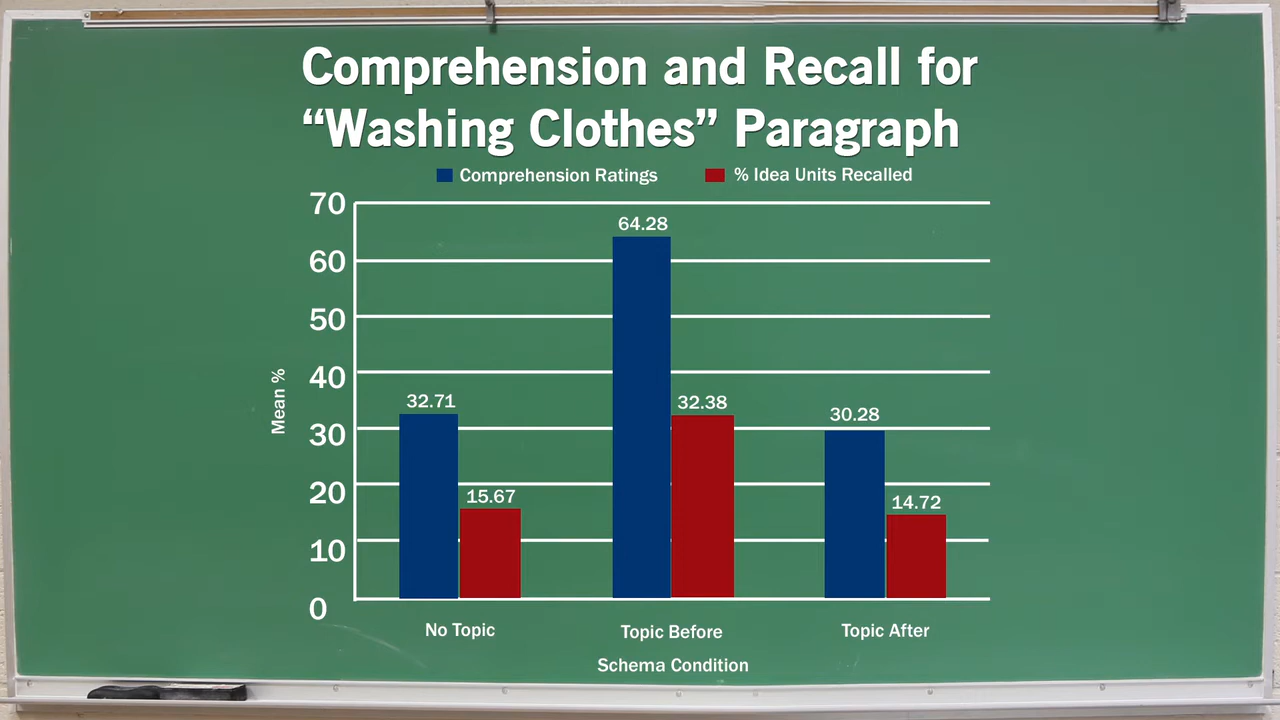 Comprehension and Recall for
“Washing Clothes” Paragraph
Comprehension Ratings
% Idea Units Recalled
70
60
50
40
30
20
10
0
Mean %
64.28
32.71
32.38
30.28
15.67
14.72
No Topic
Topic Before
Topic After
Schema Condition